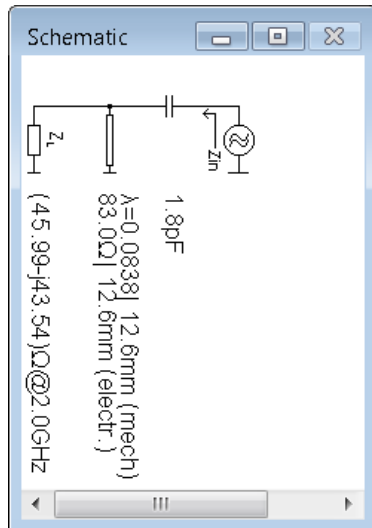 Schematic
Zin
ZL
1.8pF
λ=0.0838| 12.6mm (mech)
83.0Ω| 12.6mm (electr.)
(45.99-j43.54)Ω@2.0GHz